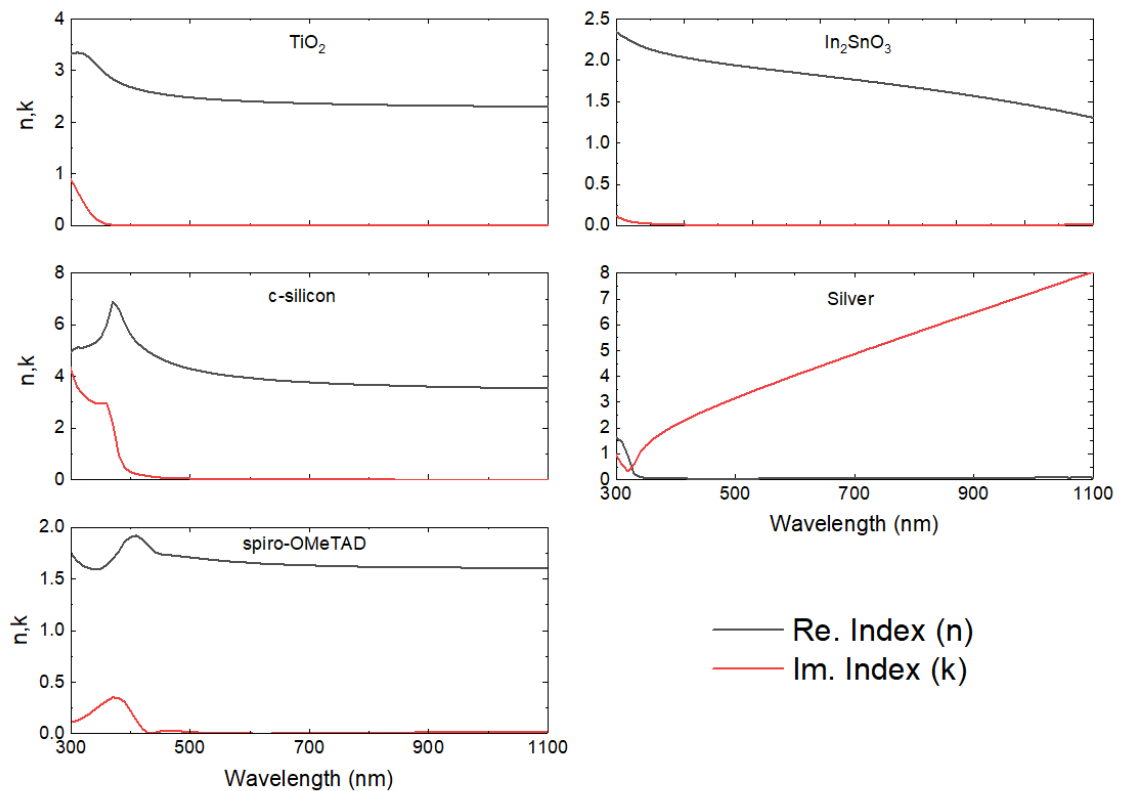 TiO₂
4
3
2
1
0
n,k
In₂SnO₃
2.5
2.0
1.5
1.0
0.5
0.0
c-silicon
8
6
4
2
0
n,k
Silver
8
7
6
5
4
3
2
1
0
300 500 700 900 1100
Wavelength (nm)
spiro-OMeTAD
2.0
1.5
1.0
0.5
0.0
n,k
300 500 700 900 1100
Wavelength (nm)
Re. Index (n)
Im. Index (k)